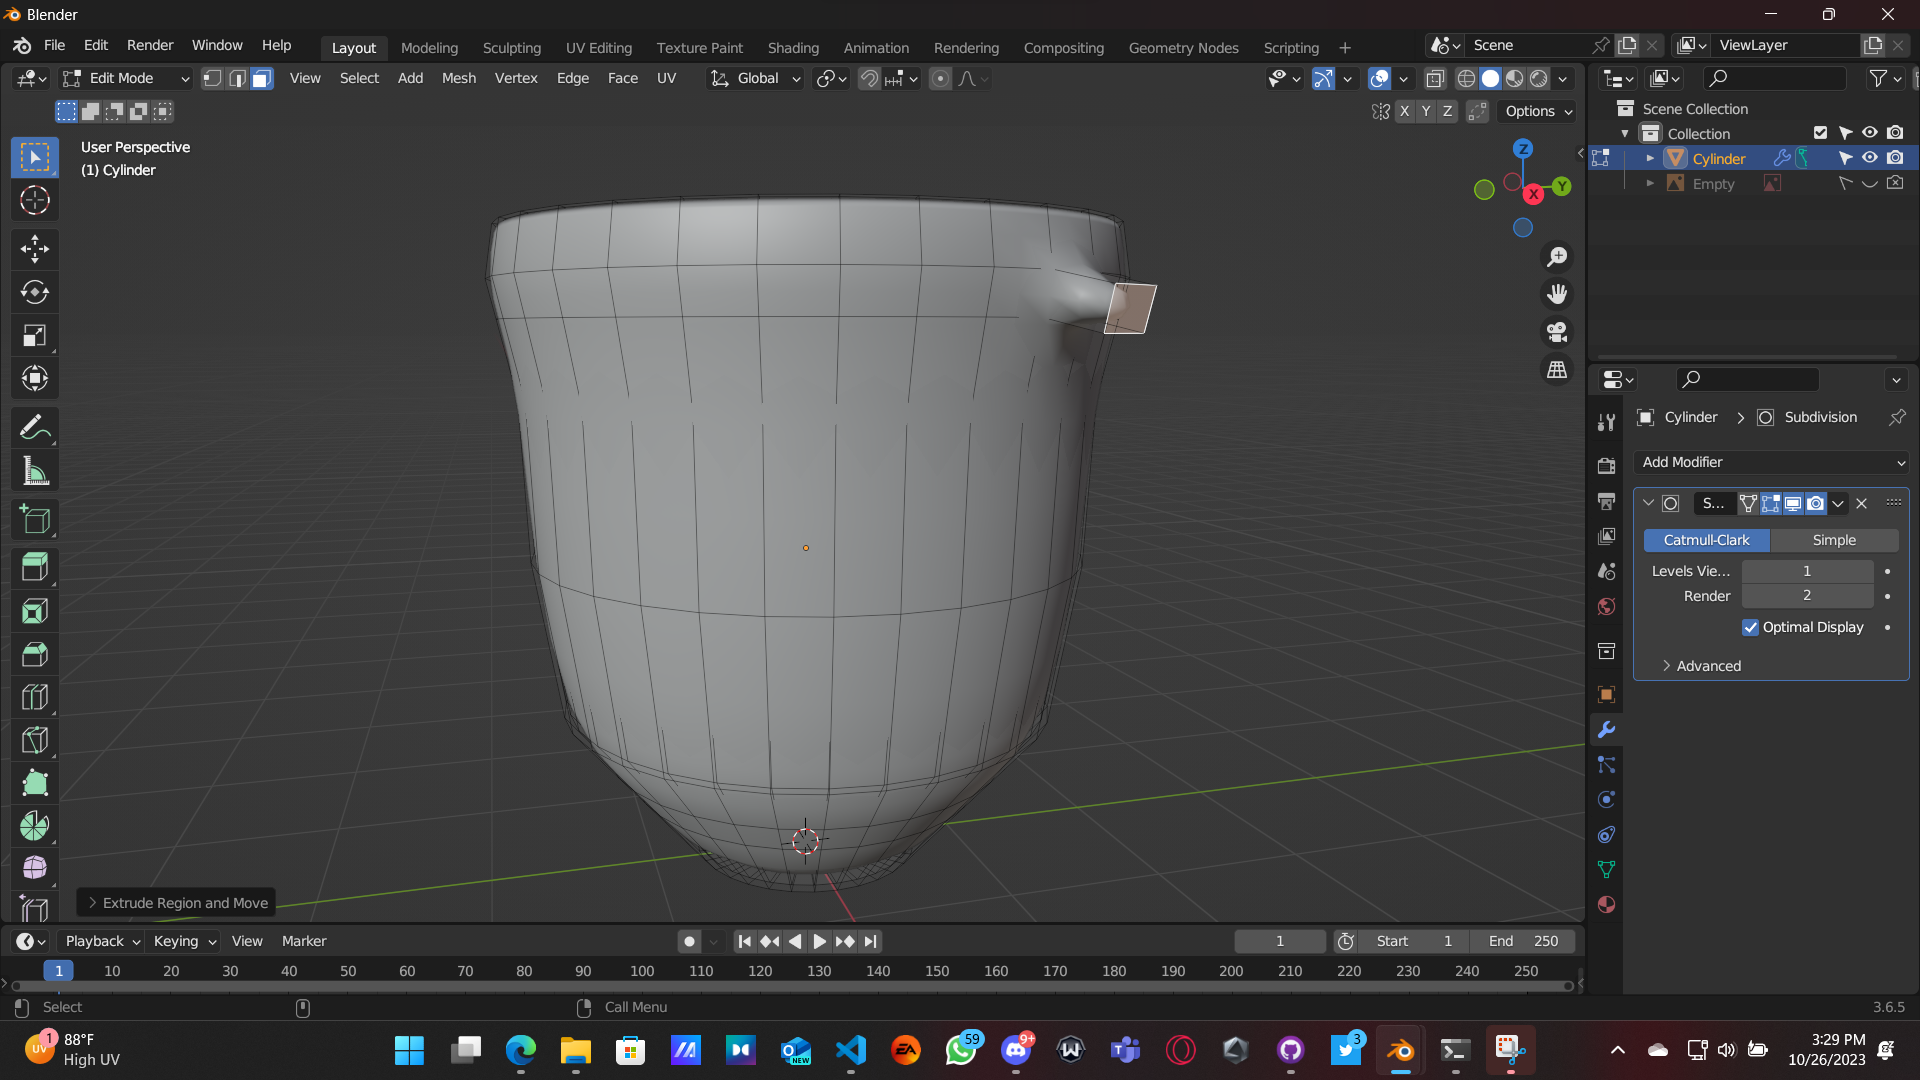 Blender
File Edit Render Window Help
Layout Modeling Sculpting UV Editing Texture Paint Shading Animation Rendering Compositing Geometry Nodes Scripting +
Scene
ViewLayer
Edit Mode
View Select Add Mesh Vertex Edge Face UV
Global
X Y Z
Options
User Perspective
(1) Cylinder
Z
Y
X
Scene Collection
Collection
Cylinder
Empty
Cylinder > Subdivision
Add Modifier
S...
Catmull-Clark Simple
Levels Vie... 1
Render 2
Optimal Display
Advanced
Extrude Region and Move
Playback Keying View Marker
1
Start 1
End 250
1 10 20 30 40 50 60 70 80 90 100 110 120 130 140 150 160 170 180 190 200 210 220 230 240 250
Select
Call Menu
3.6.5
1
UV
88°F
High UV
NEW
EA
59
9+
3
3:29 PM
10/26/2023